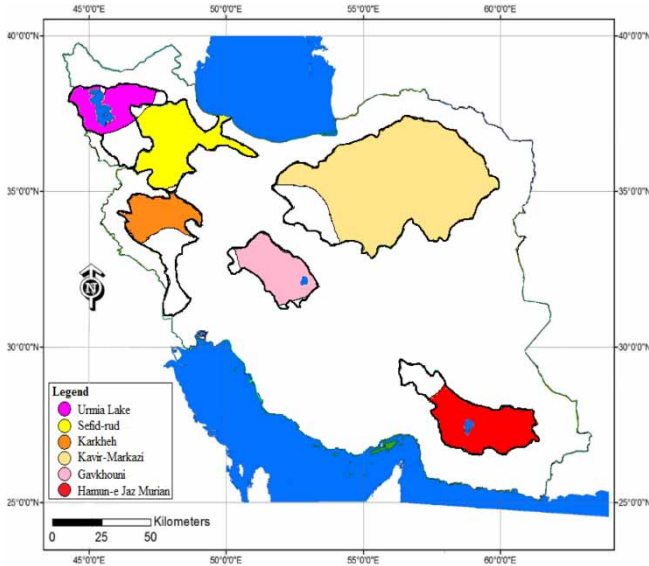 45°0'0"E 50°0'0"E 55°0'0"E 60°0'0"E
40°0'0"N 40°0'0"N
35°0'0"N 35°0'0"N
30°0'0"N 30°0'0"N
25°0'0"N 25°0'0"N
N
Legend
Urmia Lake
Sefid-rud
Karkheh
Kavir-Markazi
Gavkhouni
Hamun-e Jaz Murian
Kilometers
0 25 50
45°0'0"E 50°0'0"E 55°0'0"E 60°0'0"E